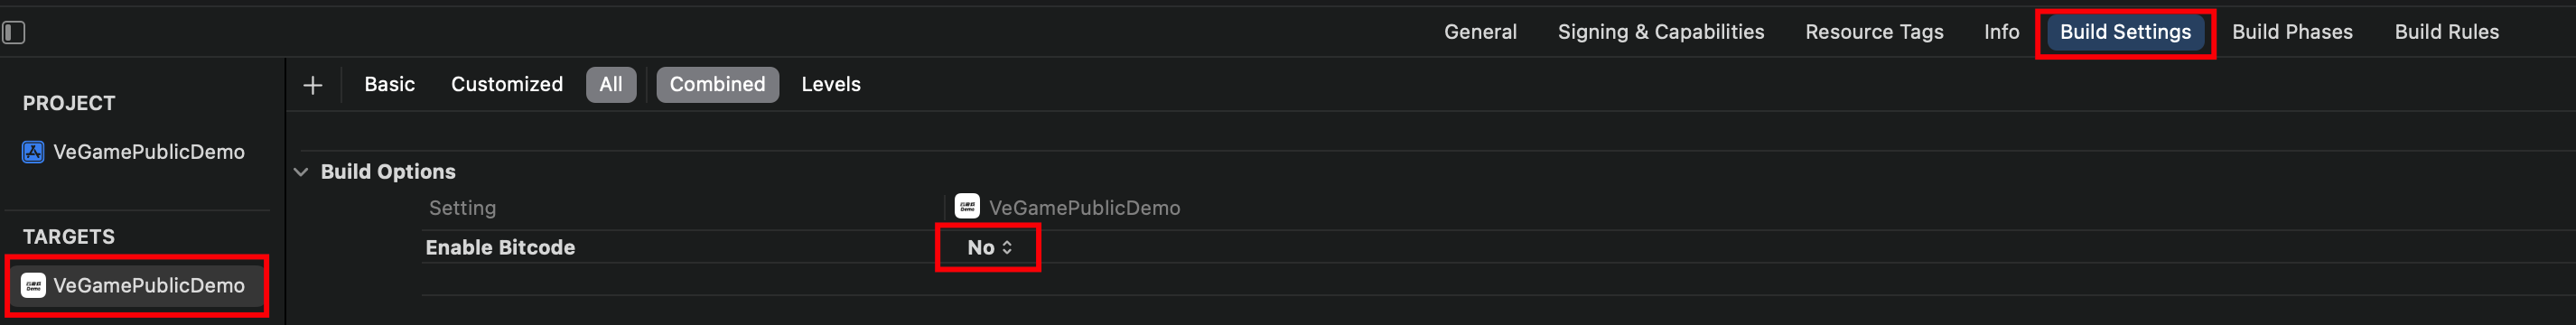 General Signing & Capabilities Resource Tags Info Build Settings Build Phases Build Rules
Basic Customized All Combined Levels
PROJECT
VeGamePublicDemo
TARGETS
VeGamePublicDemo
Build Options
Setting VeGamePublicDemo
Enable Bitcode No